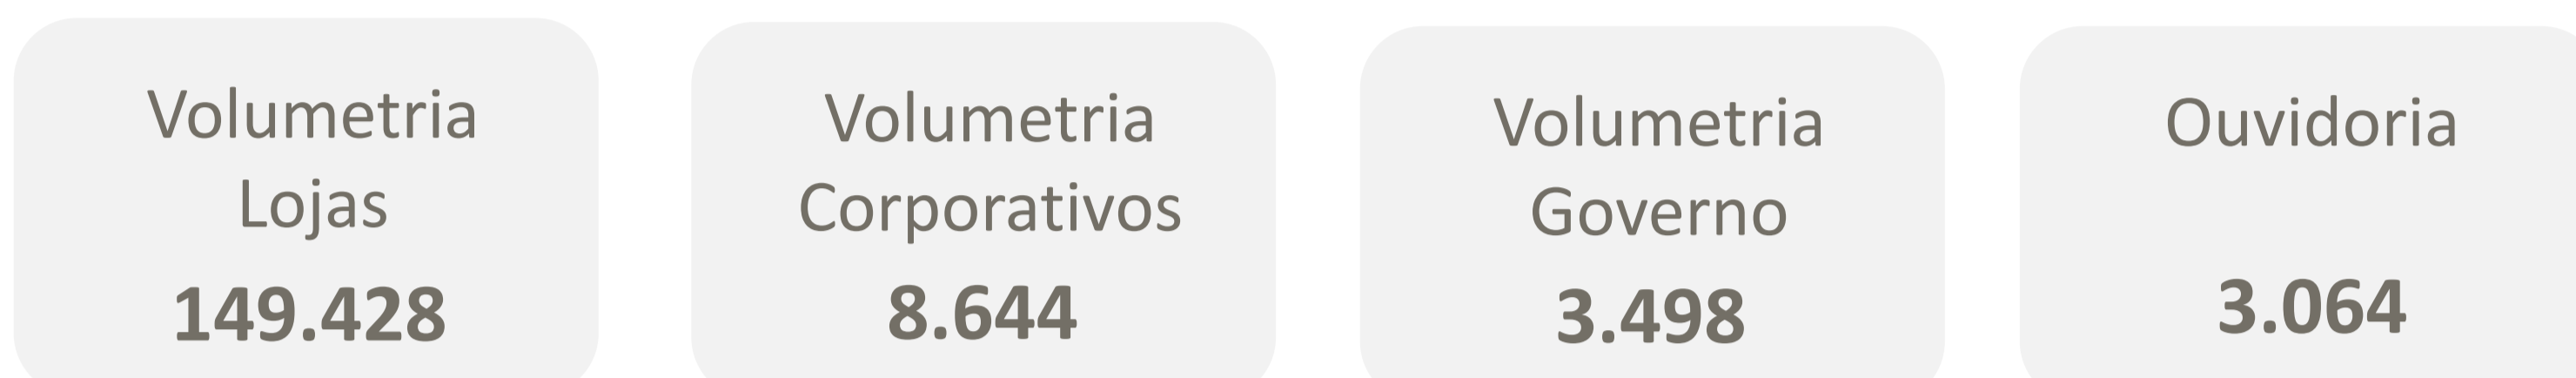 Volumetria
Lojas
149.428
Volumetria
Corporativos
8.644
Volumetria
Governo
3.498
Ouvidoria
3.064